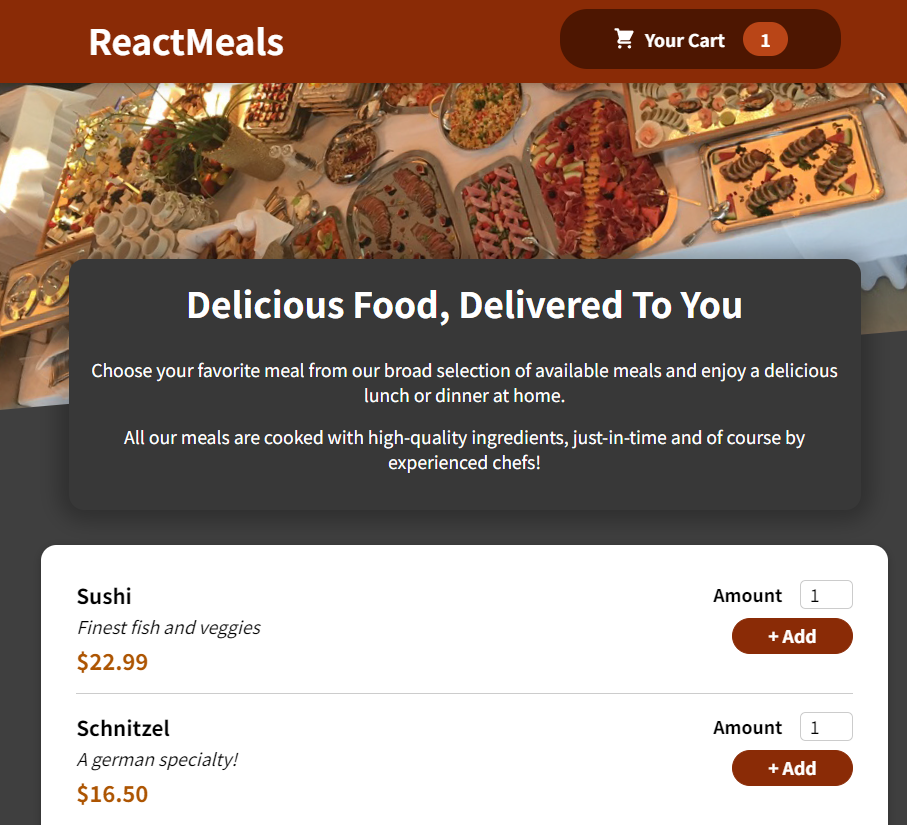 ReactMeals
Your Cart 1
Delicious Food, Delivered To You
Choose your favorite meal from our broad selection of available meals and enjoy a delicious
lunch or dinner at home.
All our meals are cooked with high-quality ingredients, just-in-time and of course by
experienced chefs!
Sushi
Finest fish and veggies
$22.99
Amount 1
+ Add
Schnitzel
A german specialty!
$16.50
Amount 1
+ Add